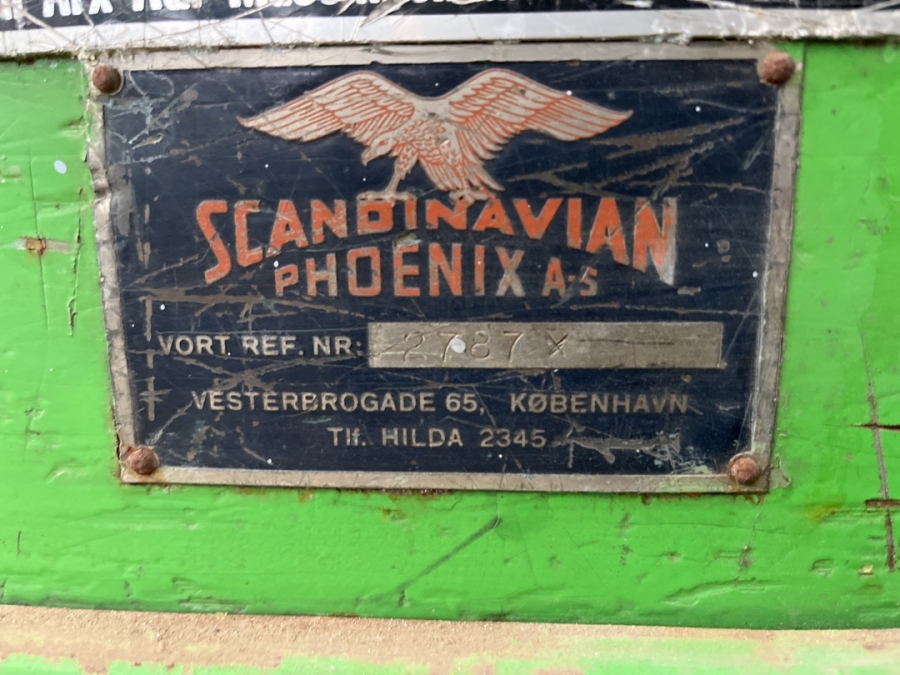 SCANDINAVIAN
PHOENIX A-S
VORT REF. NR: 2787 X
VESTERBROGADE 65, KØBENHAVN
Tlf. HILDA 2345